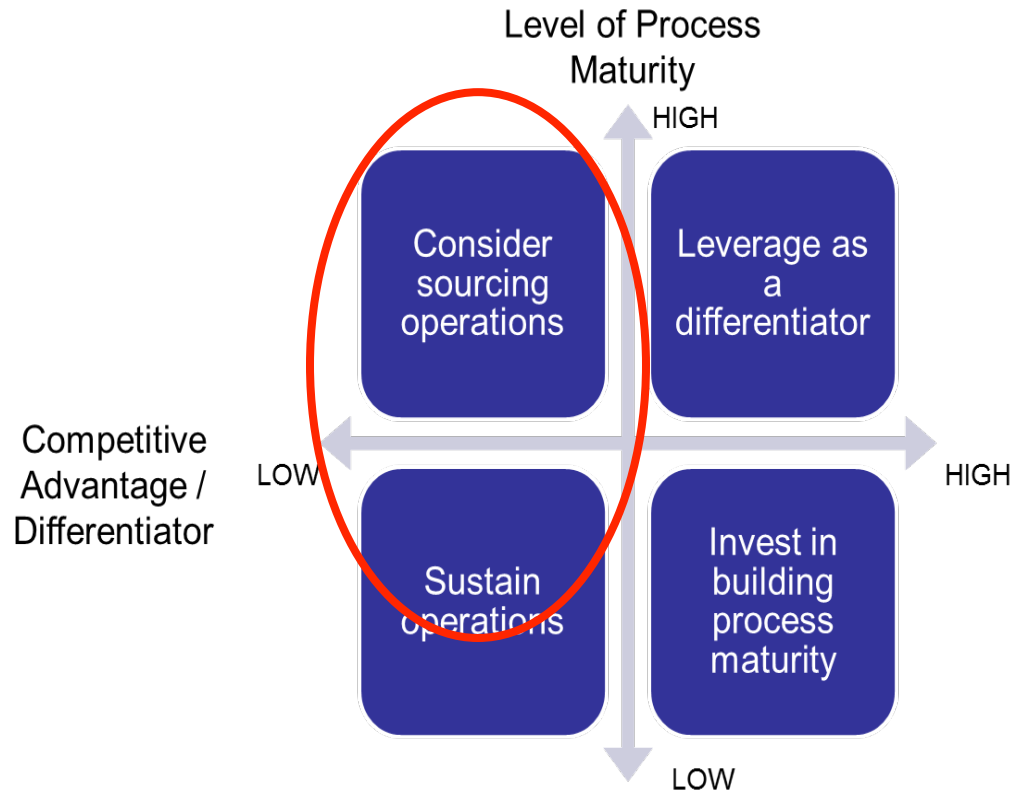 Level of Process
Maturity
HIGH
Consider
sourcing
operations
Leverage as
a
differentiator
Competitive
Advantage /
Differentiator
LOW
HIGH
Sustain
operations
Invest in
building
process
maturity
LOW